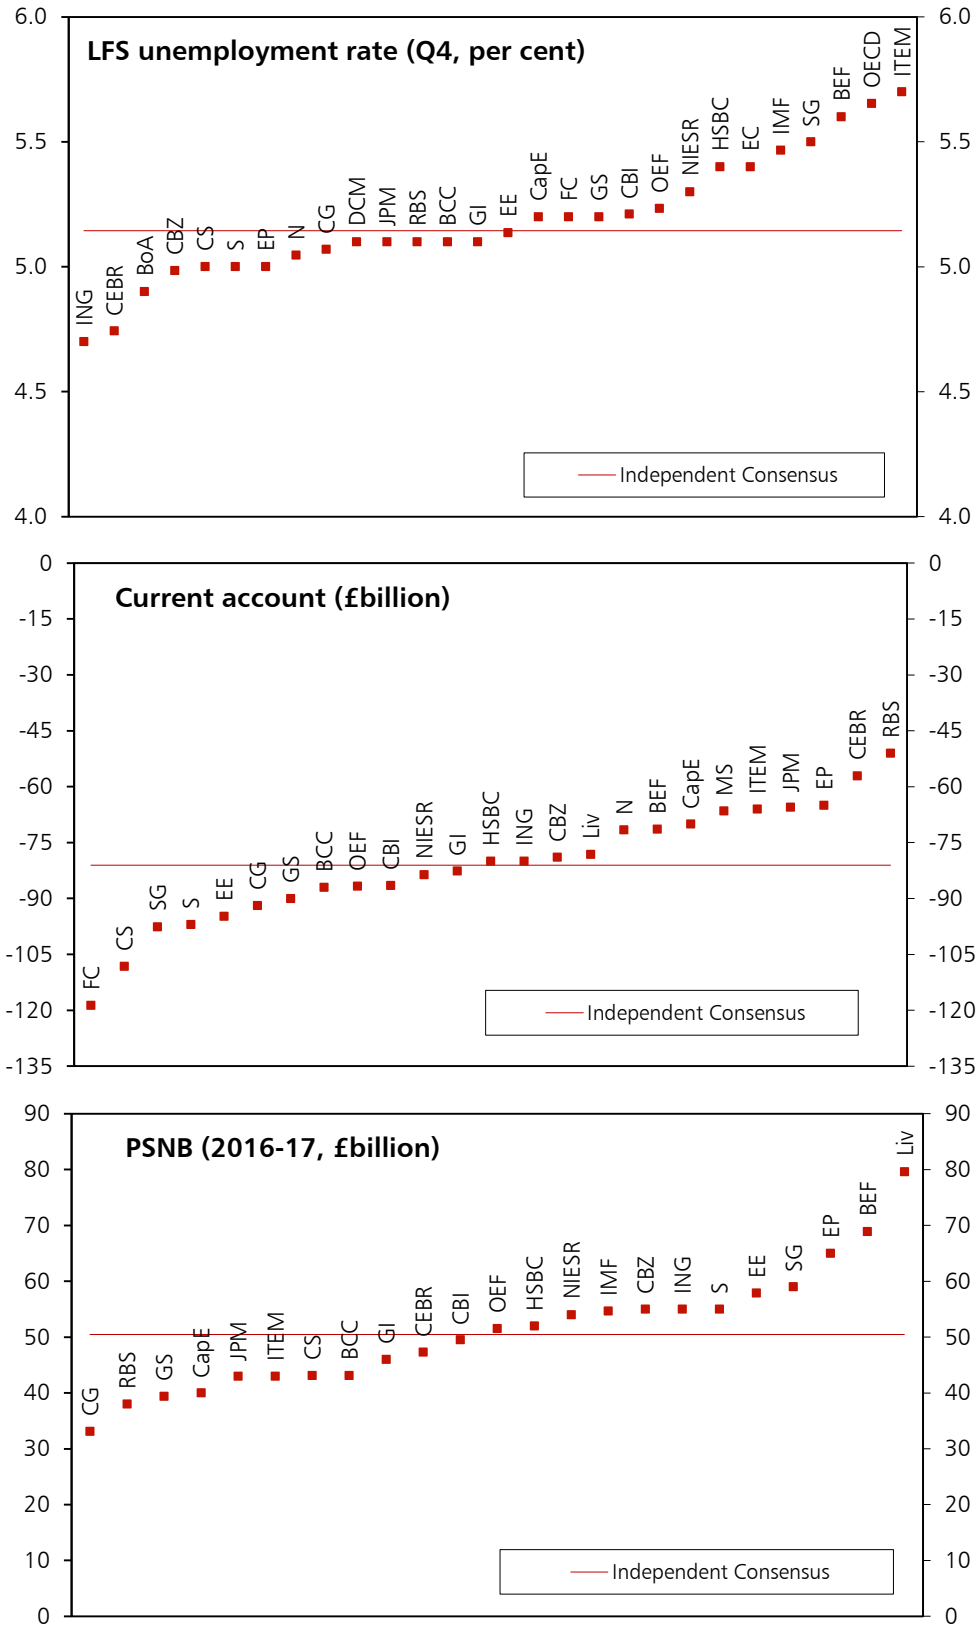 LFS unemployment rate (Q4, per cent)
6.0
5.5
5.0
4.5
4.0
6.0
5.5
5.0
4.5
4.0
ING
CEBR
BoA
CBZ
CS
S
EP
N
CG
DCM
JPM
RBS
BCC
GI
EE
CapE
FC
GS
CBI
OEF
NIESR
HSBC
EC
IMF
SG
BEF
OECD
ITEM
Independent Consensus
Current account (£billion)
0
-15
-30
-45
-60
-75
-90
-105
-120
-135
0
-15
-30
-45
-60
-75
-90
-105
-120
-135
FC
CS
SG
S
EE
CG
GS
BCC
OEF
CBI
NIESR
GI
HSBC
ING
CBZ
Liv
N
BEF
CapE
MS
ITEM
JPM
EP
CEBR
RBS
Independent Consensus
PSNB (2016-17, £billion)
90
80
70
60
50
40
30
20
10
0
90
80
70
60
50
40
30
20
10
0
CG
RBS
GS
CapE
JPM
ITEM
CS
BCC
GI
CEBR
CBI
OEF
HSBC
NIESR
IMF
CBZ
ING
S
EE
SG
EP
BEF
Liv
Independent Consensus